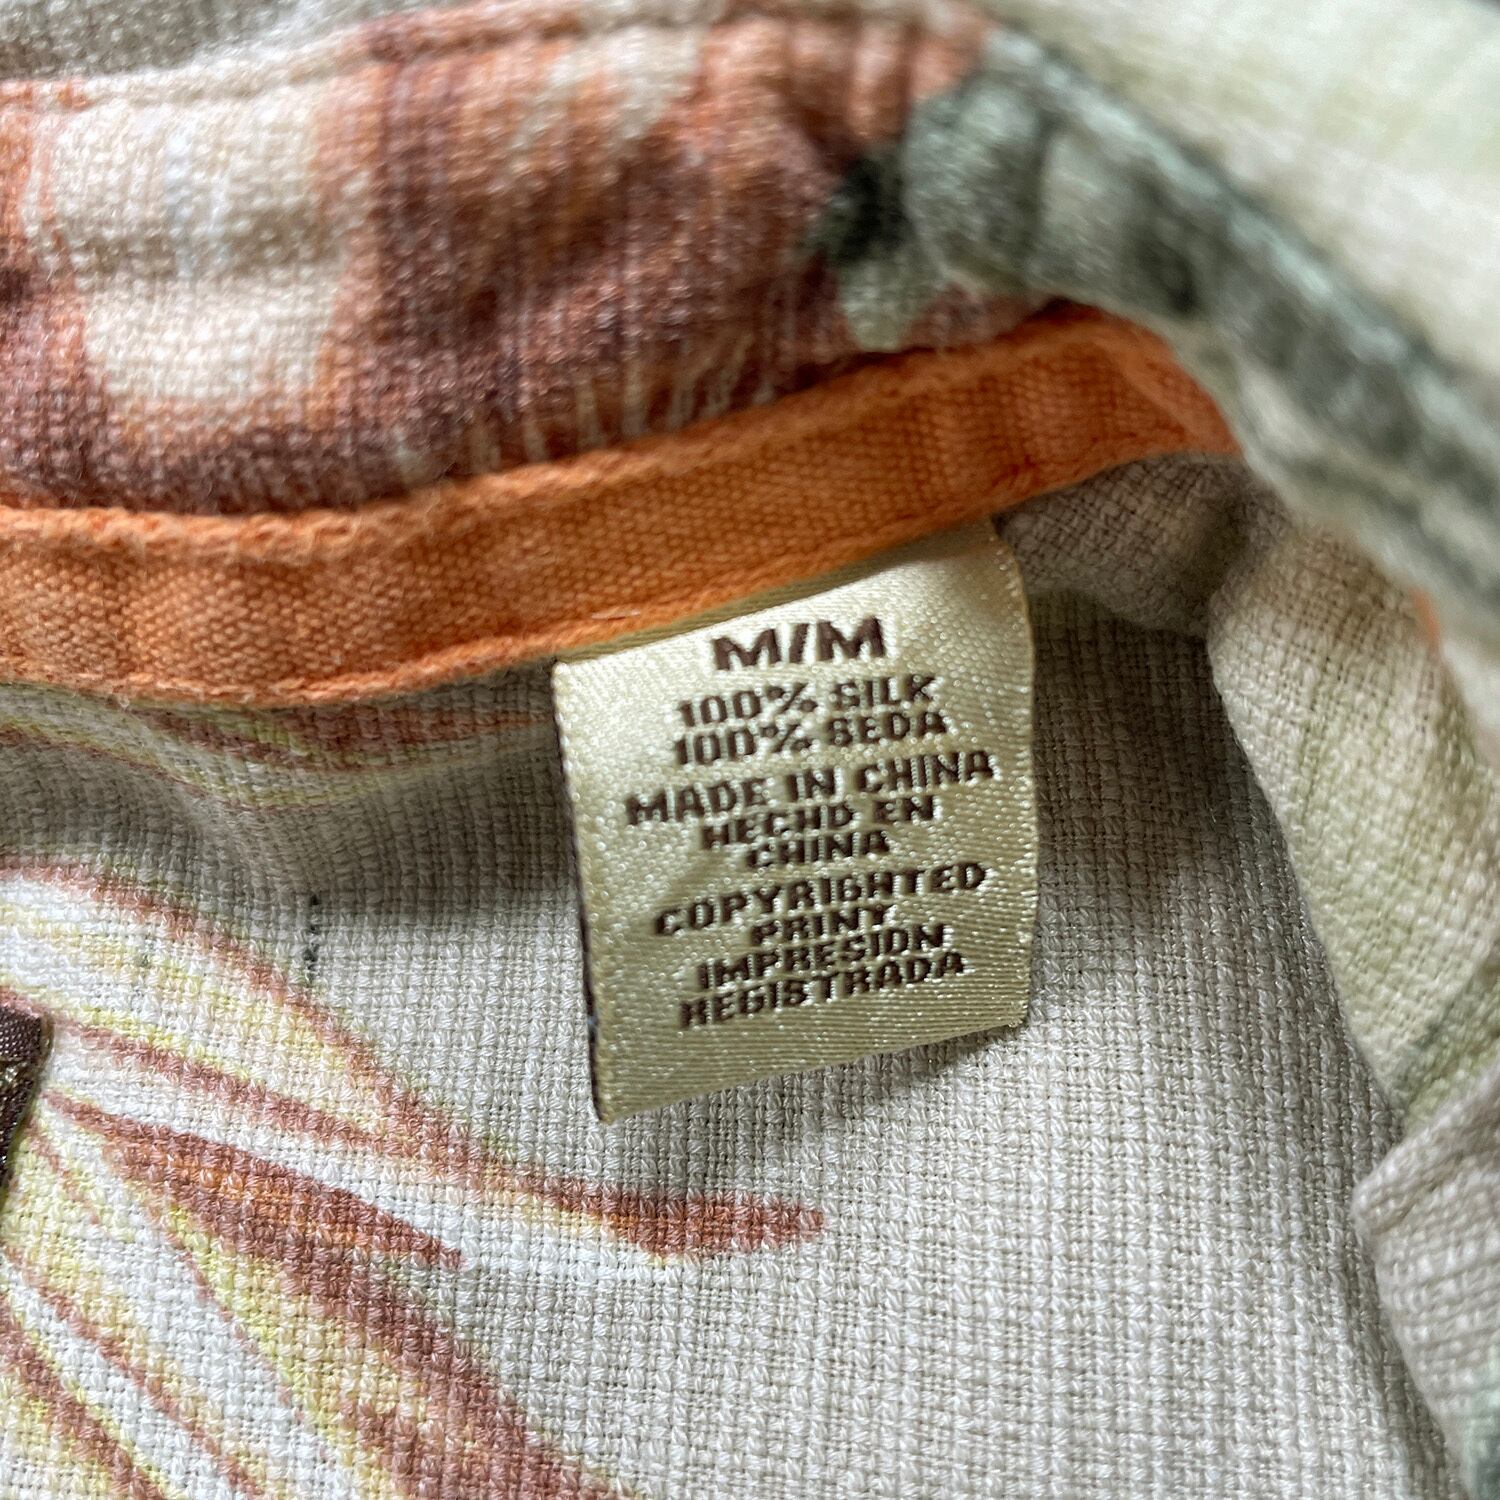 M/M
100% SILK
100% SEDA
MADE IN CHINA
HECHO EN
CHINA
COPYRIGHTED
PRINT
IMPRESION
REGISTRADA